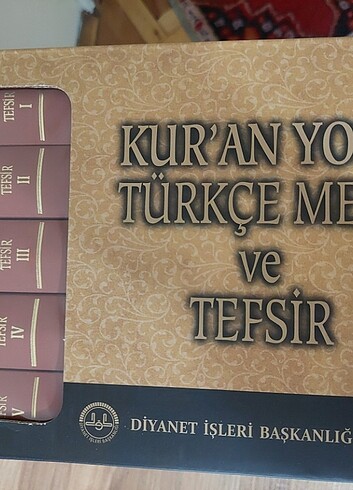 TEFSİR I
TEFSİR II
TEFSİR III
TEFSİR IV
V
KUR'AN YO
TÜRKÇE ME
ve
TEFSİR
DİYANET İŞLERİ BAŞKANLIĞ